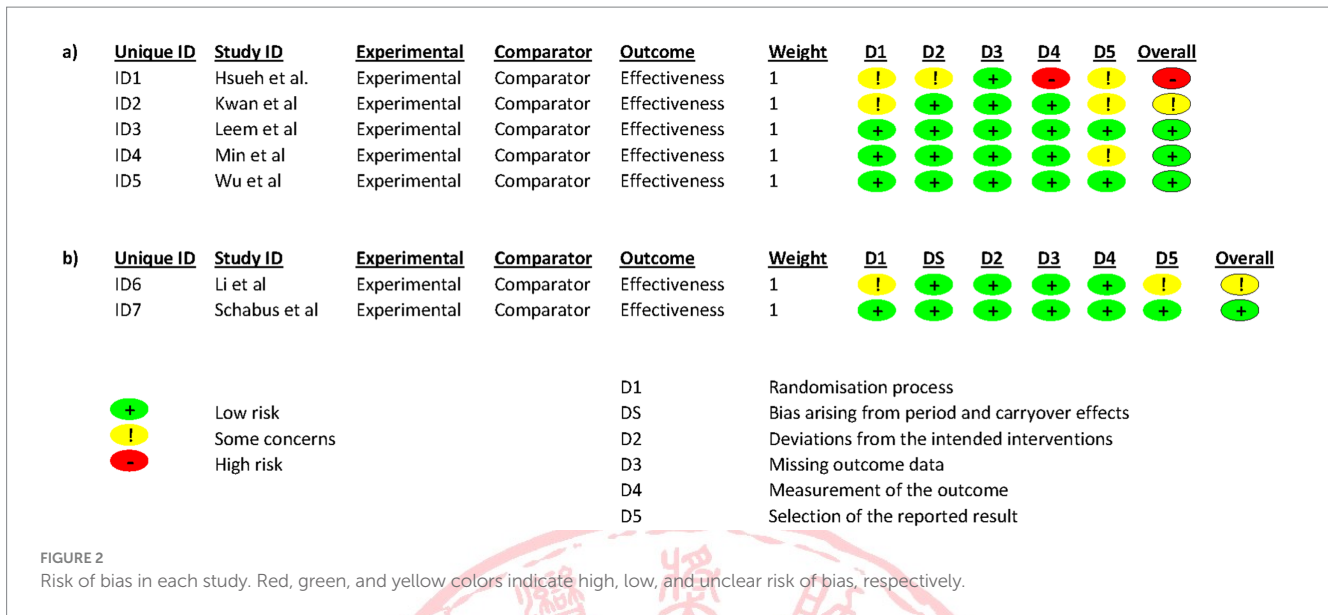 a) Unique ID Study ID Experimental Comparator Outcome Weight D1 D2 D3 D4 D5 Overall
ID1 Hsueh et al. Experimental Comparator Effectiveness 1 ! ! + - ! -
ID2 Kwan et al Experimental Comparator Effectiveness 1 ! + + + ! !
ID3 Leem et al Experimental Comparator Effectiveness 1 + + + + + +
ID4 Min et al Experimental Comparator Effectiveness 1 + + + + ! +
ID5 Wu et al Experimental Comparator Effectiveness 1 + + + + + +
b) Unique ID Study ID Experimental Comparator Outcome Weight D1 DS D2 D3 D4 D5 Overall
ID6 Li et al Experimental Comparator Effectiveness 1 ! + + + + ! !
ID7 Schabus et al Experimental Comparator Effectiveness 1 + + + + + + +
+ Low risk
! Some concerns
- High risk
D1 Randomisation process
DS Bias arising from period and carryover effects
D2 Deviations from the intended interventions
D3 Missing outcome data
D4 Measurement of the outcome
D5 Selection of the reported result
FIGURE 2
Risk of bias in each study. Red, green, and yellow colors indicate high, low, and unclear risk of bias, respectively.